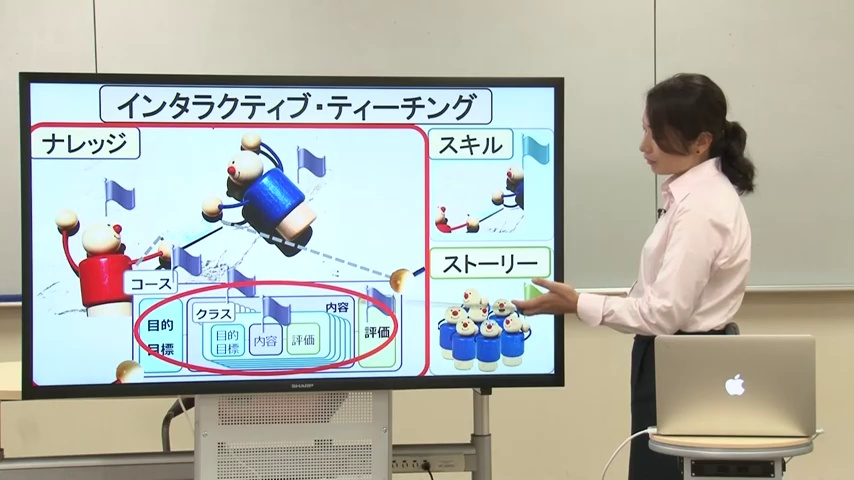 インタラクティブ・ティーチング
ナレッジ
スキル
ストーリー
コース
目的
目標
クラス
内容
目的
目標
内容
評価
評価
SHARP